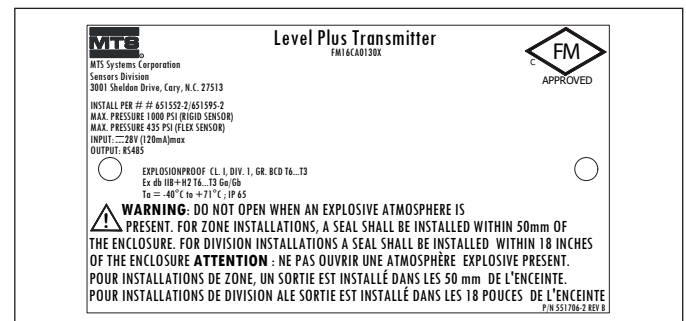 MTS
Level Plus Transmitter
FM16CA0130X
C FM
APPROVED
MTS Systems Corporation
Sensors Division
3001 Sheldon Drive, Cary, N.C. 27513
INSTALL PER # # 651552-2/651595-2
MAX. PRESSURE 1000 PSI (RIGID SENSOR)
MAX. PRESSURE 435 PSI (FLEX SENSOR)
INPUT: ⎓28V (120mA)max
OUTPUT: RS485
EXPLOSIONPROOF CL. I, DIV. 1, GR. BCD T6...T3
Ex db IIB+H2 T6...T3 Ga/Gb
Ta = -40°C to +71°C ; IP 65
WARNING: DO NOT OPEN WHEN AN EXPLOSIVE ATMOSPHERE IS
PRESENT. FOR ZONE INSTALLATIONS, A SEAL SHALL BE INSTALLED WITHIN 50mm OF
THE ENCLOSURE. FOR DIVISION INSTALLATIONS A SEAL SHALL BE INSTALLED WITHIN 18 INCHES
OF THE ENCLOSURE ATTENTION : NE PAS OUVRIR UNE ATMOSPHÈRE EXPLOSIVE PRESENT.
POUR INSTALLATIONS DE ZONE, UN SORTIE EST INSTALLÉ DANS LES 50 mm DE L'ENCEINTE.
POUR INSTALLATIONS DE DIVISION ALE SORTIE EST INSTALLÉ DANS LES 18 POUCES DE L'ENCEINTE
P/N 551706-2 REV B